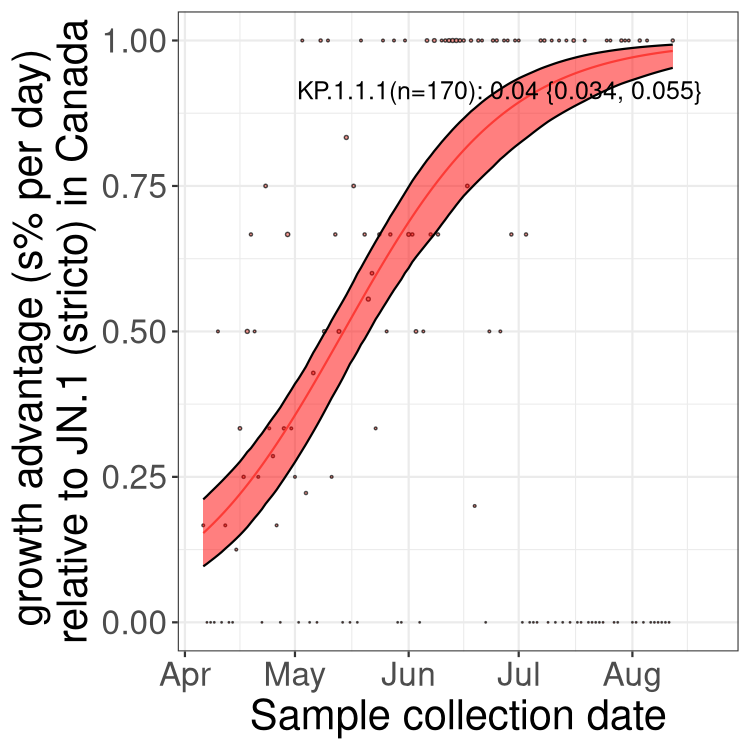 growth advantage (s% per day)
relative to JN.1 (stricto) in Canada
1.00
0.75
0.50
0.25
0.00
KP.1.1.1(n=170): 0.04 {0.034, 0.055}
Apr May Jun Jul Aug
Sample collection date